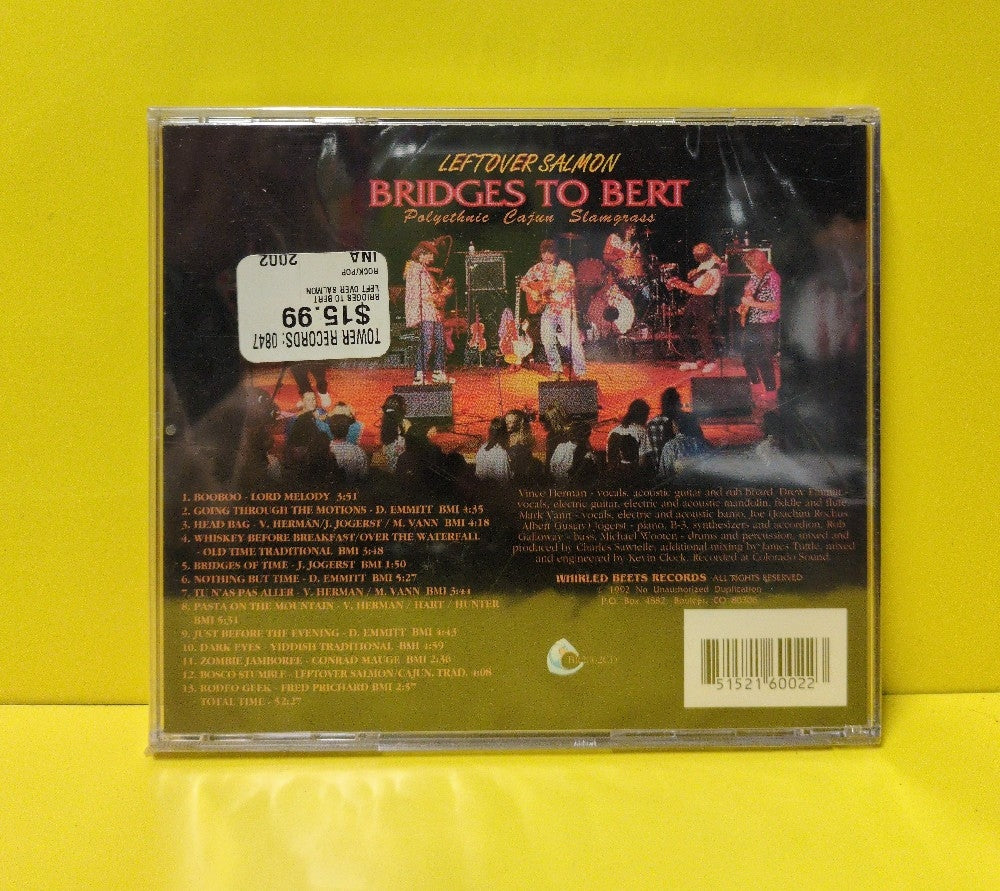 LEFTOVER SALMON
BRIDGES TO BERT
Polyethnic Cajun Slamgrass
TOWER RECORDS: 0847
$15.99
BRIDGES TO BERT
LEFT OVER SALMON
ROCK/POP
INA 2002
1. BOOBOO - LORD MELODY 3:51
2. GOING THROUGH THE MOTIONS - D. EMMITT BMI 4:35
3. HEAD BAG - V. HERMAN/J. JOGERST / M. VANN BMI 4:18
4. WHISKEY BEFORE BREAKFAST/OVER THE WATERFALL
- OLD TIME TRADITIONAL BMI 3:48
5. BRIDGES OF TIME - J. JOGERST BMI 1:50
6. NOTHING BUT TIME - D. EMMITT BMI 5:27
7. TU N'AS PAS ALLER - V. HERMAN / M. VANN BMI 3:44
8. PASTA ON THE MOUNTAIN - V. HERMAN / HART / HUNTER
BMI 5:51
9. JUST BEFORE THE EVENING - D. EMMITT BMI 4:43
10. DARK EYES - YIDDISH TRADITIONAL BMI 4:59
11. ZOMBIE JAMBOREE - CONRAD MAUGE BMI 2:36
12. BOSCO STUMBLE - LEFTOVER SALMON/CAJUN. TRAD. 4:08
13. RODEO GEEK - FRED PRICHARD BMI 2:57
TOTAL TIME - 52:27
Vince Herman - vocals, acoustic guitar and rub board, Drew Emmitt -
vocals, electric guitar, electric and acoustic mandolin, fiddle and flute,
Mark Vann - vocals, electric and acoustic banjo, Joe (Joachim Rochus
Albert Gustav) Jogerst - piano, B-3, synthesizers and accordion, Rob
Galloway - bass, Michael Wooten - drums and percussion, mixed and
produced by Charles Sawtelle; additional mixing by James Tuttle, mixed
and engineered by Kevin Clock. Recorded at Colorado Sound.
WHIRLED BEETS RECORDS ALL RIGHTS RESERVED
1992 No Unauthorized Duplication
P.O. Box 4882, Boulder, CO 80306
51521 60022